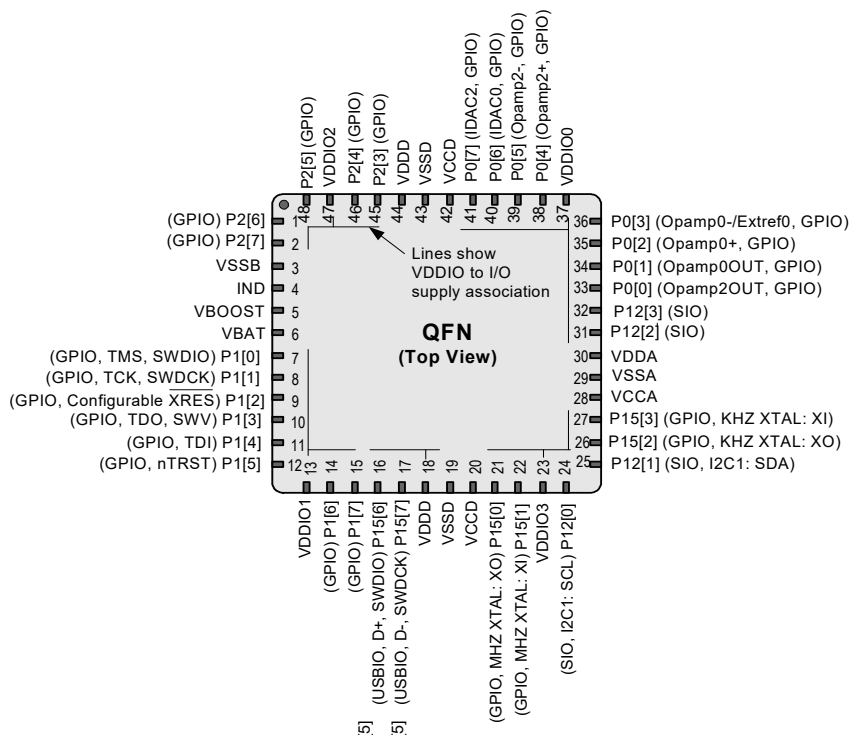 P2[5] (GPIO)
VDDIO2
P2[4] (GPIO)
P2[3] (GPIO)
VDDD
VSSD
VCCD
P0[7] (IDAC2, GPIO)
P0[6] (IDAC0, GPIO)
P0[5] (Opamp2-, GPIO)
P0[4] (Opamp2+, GPIO)
VDDIO0
48
47
46
45
44
43
42
41
40
39
38
37
(GPIO) P2[6] 1
(GPIO) P2[7] 2
VSSB 3
IND 4
VBOOST 5
VBAT 6
(GPIO, TMS, SWDIO) P1[0] 7
(GPIO, TCK, SWDCK) P1[1] 8
(GPIO, Configurable XRES) P1[2] 9
(GPIO, TDO, SWV) P1[3] 10
(GPIO, TDI) P1[4] 11
(GPIO, nTRST) P1[5] 12
Lines show
VDDIO to I/O
supply association
QFN
(Top View)
36 P0[3] (Opamp0-/Extref0, GPIO)
35 P0[2] (Opamp0+, GPIO)
34 P0[1] (Opamp0OUT, GPIO)
33 P0[0] (Opamp2OUT, GPIO)
32 P12[3] (SIO)
31 P12[2] (SIO)
30 VDDA
29 VSSA
28 VCCA
27 P15[3] (GPIO, KHZ XTAL: XI)
26 P15[2] (GPIO, KHZ XTAL: XO)
25 P12[1] (SIO, I2C1: SDA)
13
14
15
16
17
18
19
20
21
22
23
24
VDDIO1
(GPIO) P1[6]
(GPIO) P1[7]
(USBIO, D+, SWDIO) P15[6]
(USBIO, D-, SWDCK) P15[7]
VDDD
VSSD
VCCD
(GPIO, MHZ XTAL: XO) P15[0]
(GPIO, MHZ XTAL: XI) P15[1]
VDDIO3
(SIO, I2C1: SCL) P12[0]
[5]
[5]